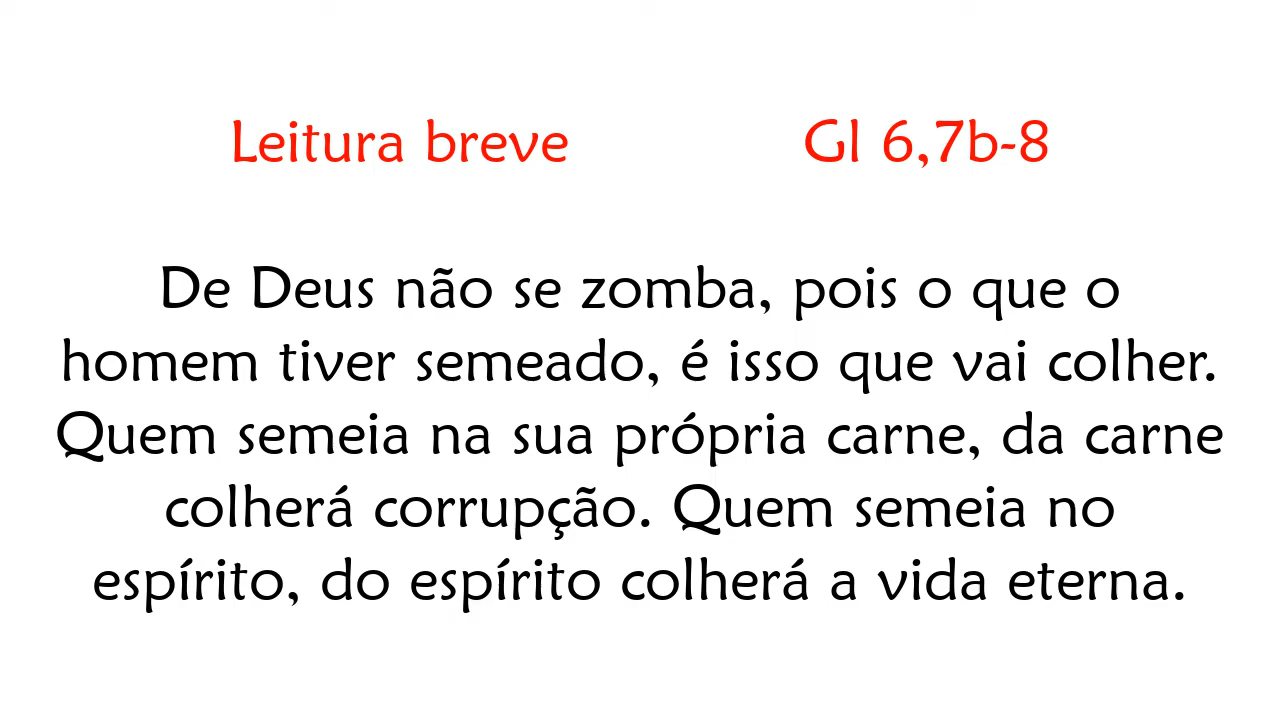 Leitura breve Gl 6,7b-8
De Deus não se zomba, pois o que o
homem tiver semeado, é isso que vai colher.
Quem semeia na sua própria carne, da carne
colherá corrupção. Quem semeia no
espírito, do espírito colherá a vida eterna.